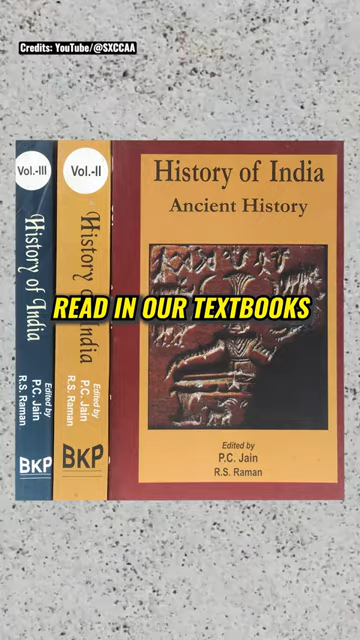 Credits: YouTube/@SXCCAA
Vol.-III
History of India
Edited by
P.C. Jain
R.S. Raman
BKP
Vol.-II
History of India
Edited by
P.C. Jain
R.S. Raman
BKP
History of India
Ancient History
READ IN OUR TEXTBOOKS
Edited by
P.C. Jain
R.S. Raman